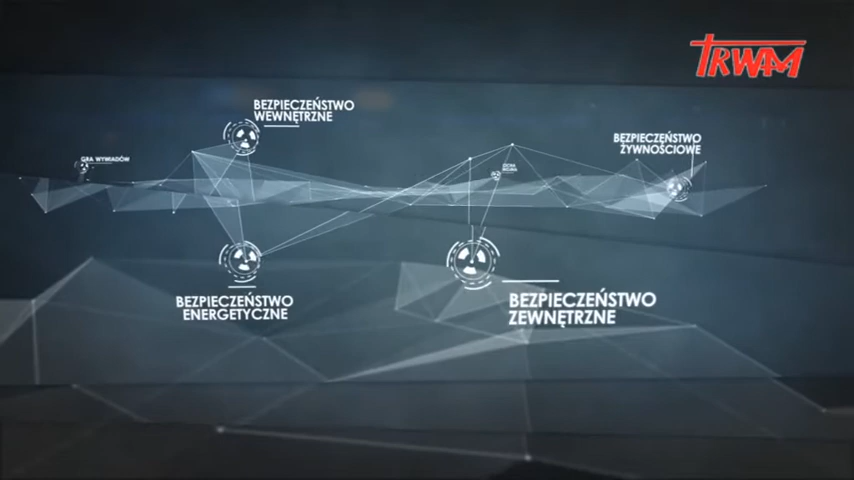 TRWAM
BEZPIECZEŃSTWO
WEWNĘTRZNE
GRA WYWIADÓW
BEZPIECZEŃSTWO
ŻYWNOŚCIOWE
BEZPIECZEŃSTWO
ENERGETYCZNE
BEZPIECZEŃSTWO
ZEWNĘTRZNE